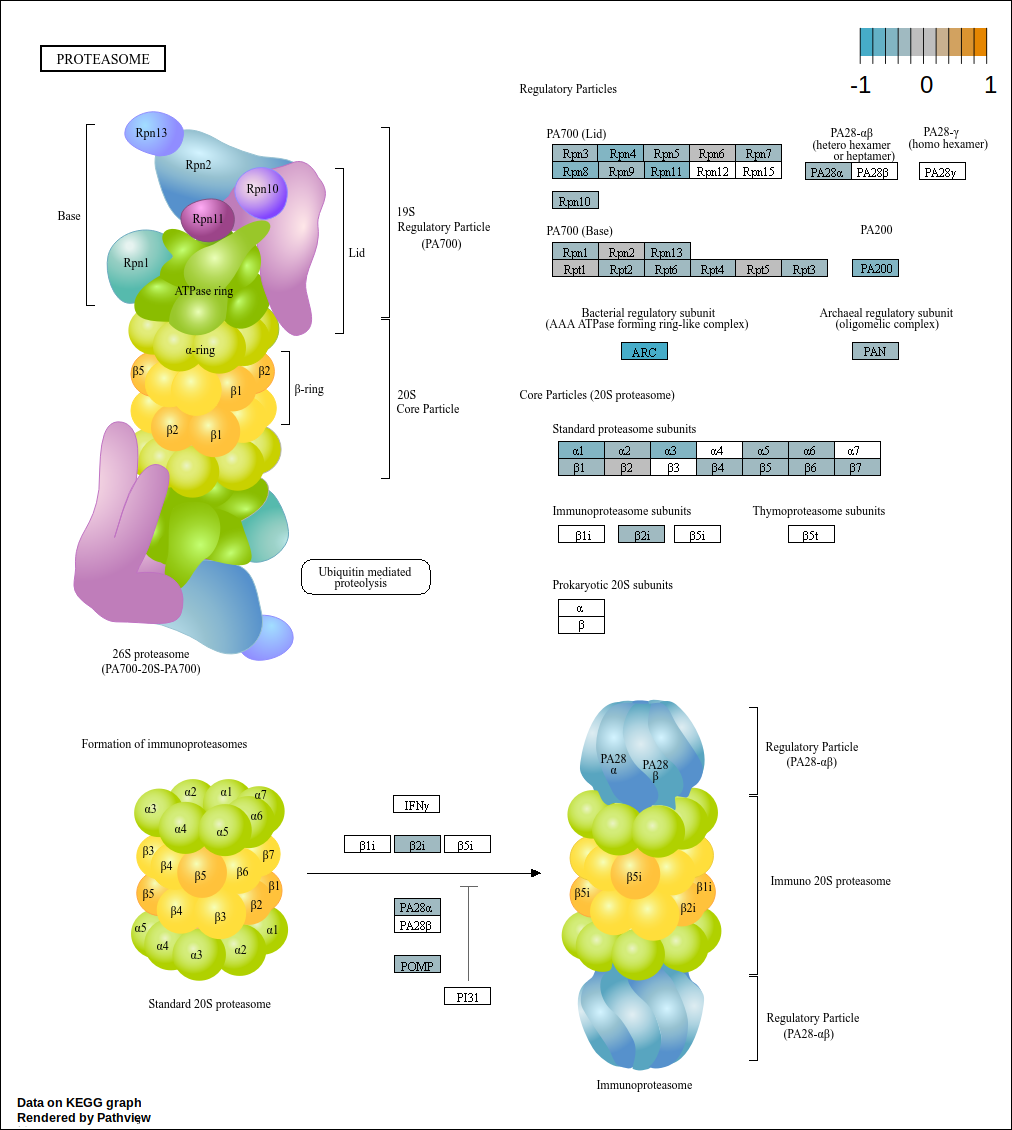 PROTEASOME
-1 0 1
Regulatory Particles
PA700 (Lid)
Rpn3 Rpn4 Rpn5 Rpn6 Rpn7
Rpn8 Rpn9 Rpn11 Rpn12 Rpn15
Rpn10
PA28-αβ
(hetero hexamer
or heptamer)
PA28α PA28β
PA28-γ
(homo hexamer)
PA28γ
PA700 (Base)
Rpn1 Rpn2 Rpn13
Rpt1 Rpt2 Rpt6 Rpt4 Rpt5 Rpt3
PA200
PA200
Bacterial regulatory subunit
(AAA ATPase forming ring-like complex)
ARC
Archaeal regulatory subunit
(oligomelic complex)
PAN
Core Particles (20S proteasome)
Standard proteasome subunits
α1 α2 α3 α4 α5 α6 α7
β1 β2 β3 β4 β5 β6 β7
Immunoproteasome subunits
β1i β2i β5i
Thymoproteasome subunits
β5t
Prokaryotic 20S subunits
α
β
Rpn13
Rpn2
Rpn10
Rpn11
Base
Rpn1
ATPase ring
Lid
19S
Regulatory Particle
(PA700)
α-ring
β5 β2
β1
β-ring
β2 β1
20S
Core Particle
Ubiquitin mediated
proteolysis
26S proteasome
(PA700-20S-PA700)
Formation of immunoproteasomes
α2 α1 α7
α3 α6
α4 α5
β3 β7
β4 β5 β6
β5 β1
β4 β3 β2
α5 α1
α4 α3 α2
Standard 20S proteasome
IFNγ
β1i β2i β5i
PA28α
PA28β
POMP
PI31
PA28
α
PA28
β
Regulatory Particle
(PA28-αβ)
β5i
β5i β1i
β2i
Immuno 20S proteasome
Regulatory Particle
(PA28-αβ)
Immunoproteasome
Data on KEGG graph
Rendered by Pathview